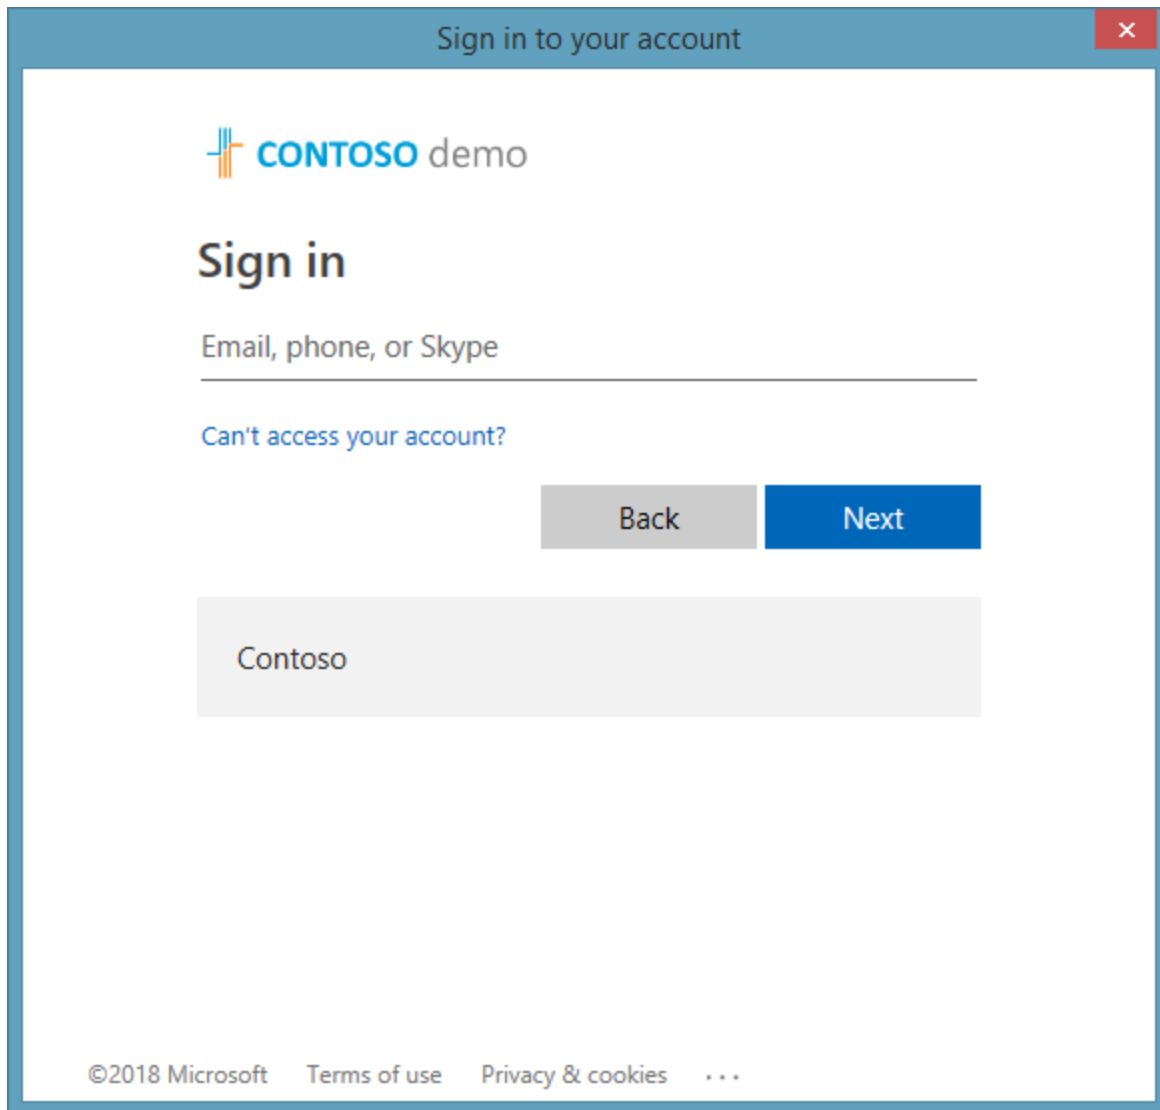 Sign in to your account
CONTOSO demo
Sign in
Email, phone, or Skype
Can't access your account?
Back Next
Contoso
©2018 Microsoft Terms of use Privacy & cookies ...